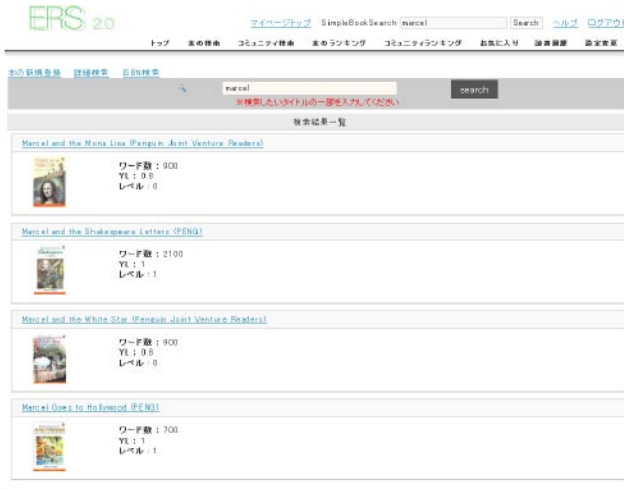 ERS 2.0
マイページトップ SimpleBookSearch marcel Search ヘルプ ログアウト
トップ 本の検索 コミュニティ検索 本のランキング コミュニティランキング お気に入り 読書履歴 設定変更
本の新規登録 詳細検索 ISBN検索
marcel search
※検索したいタイトルの一部を入力してください
検索結果一覧
Marcel and the Mona Lisa (Penguin Joint Venture Readers)
ワード数：900
YL：0.8
レベル：0
Marcel and the Shakespeare Letters (PENG)
ワード数：2100
YL：1
レベル：1
Marcel and the White Star (Penguin Joint Venture Readers)
ワード数：900
YL：0.8
レベル：0
Marcel Goes to Hollywood (PENG)
ワード数：700
YL：1
レベル：1